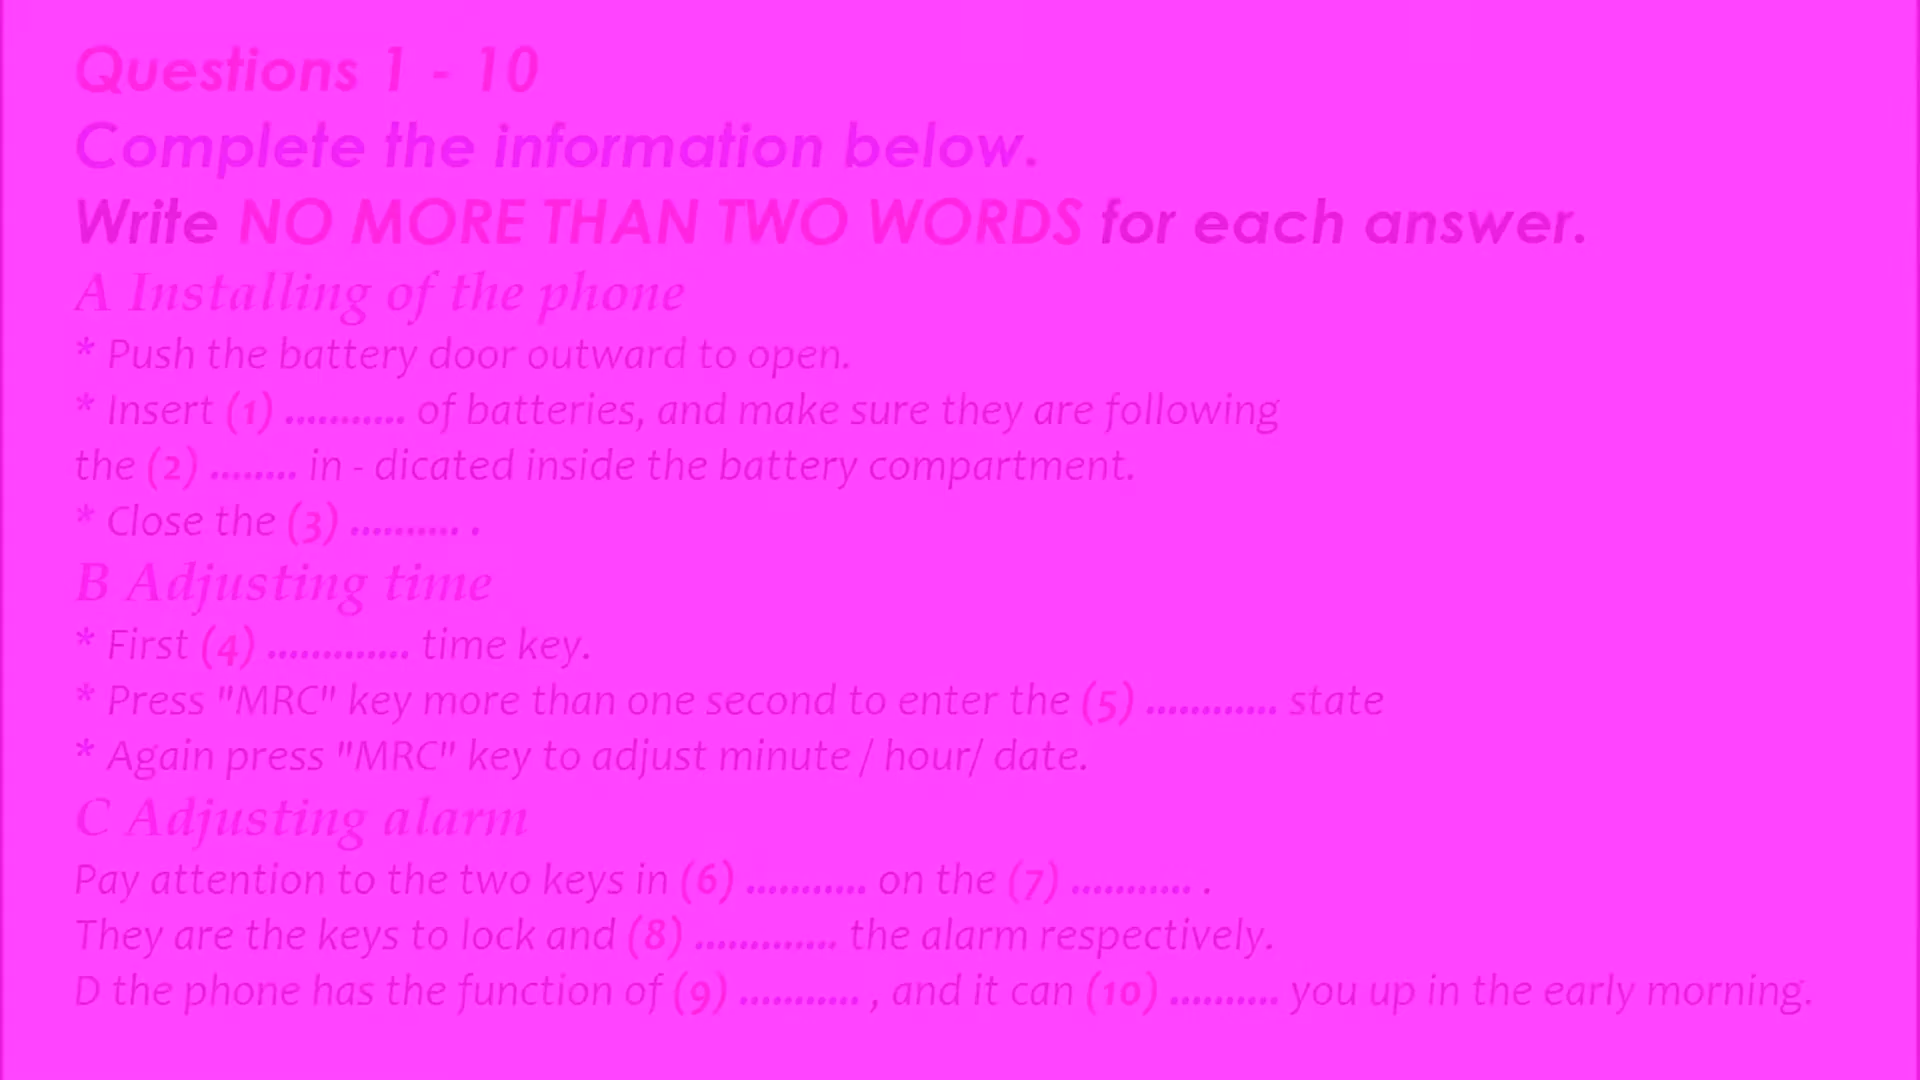 Questions 1 - 10
Complete the information below.
Write NO MORE THAN TWO WORDS for each answer.
A Installing of the phone
* Push the battery door outward to open.
* Insert (1) ........... of batteries, and make sure they are following
the (2) ........ in - dicated inside the battery compartment.
* Close the (3) .......... .
B Adjusting time
* First (4) ............. time key.
* Press "MRC" key more than one second to enter the (5) ............ state
* Again press "MRC" key to adjust minute / hour/ date.
C Adjusting alarm
Pay attention to the two keys in (6) ........... on the (7) ........... .
They are the keys to lock and (8) ............. the alarm respectively.
D the phone has the function of (9) ........... , and it can (10) .......... you up in the early morning.